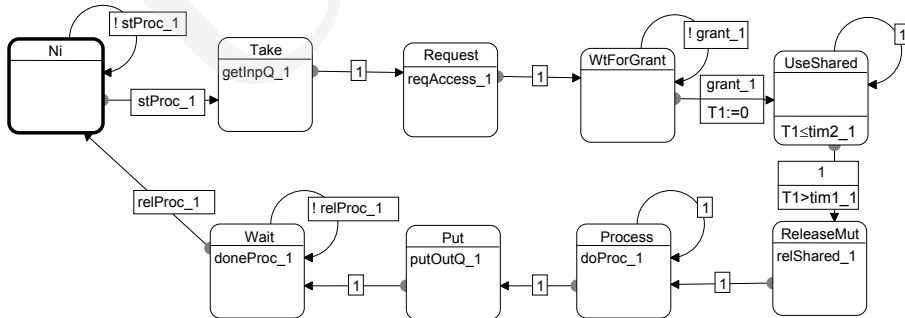 ! stProc_1
Ni
stProc_1
Take
getInpQ_1
1
Request
reqAccess_1
1
! grant_1
WtForGrant
grant_1
T1:=0
1
UseShared
T1≤tim2_1
1
T1>tim1_1
ReleaseMut
relShared_1
1
1
Process
doProc_1
1
Put
putOutQ_1
1
! relProc_1
Wait
doneProc_1
relProc_1